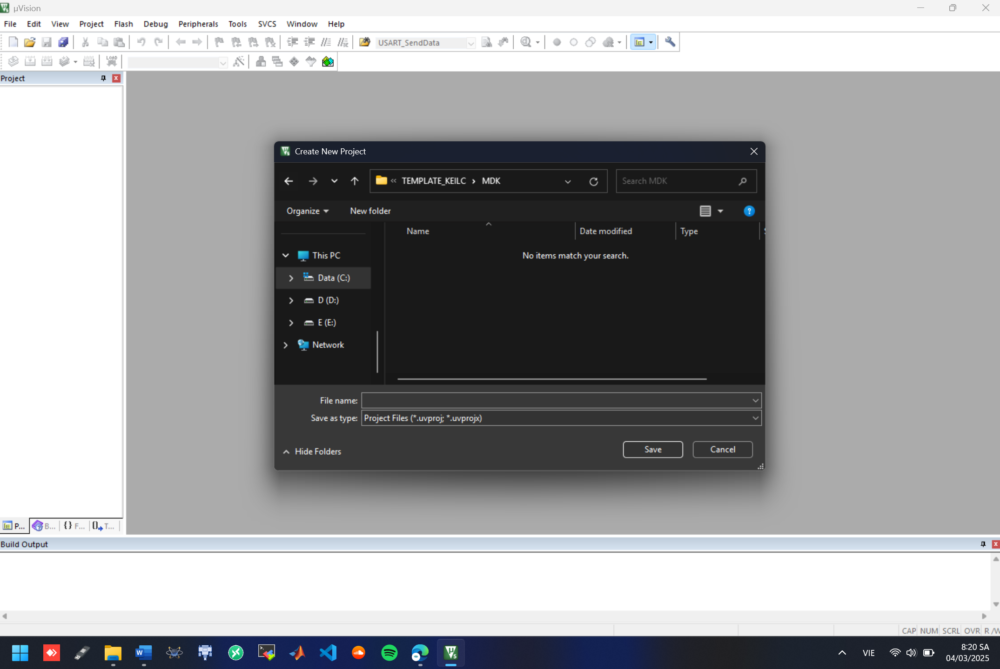 µVision
File Edit View Project Flash Debug Peripherals Tools SVCS Window Help
USART_SendData
LOAD
Project
Create New Project
« TEMPLATE_KEILC › MDK
Search MDK
Organize
New folder
Name
Date modified
Type
This PC
No items match your search.
Data (C:)
D (D:)
E (E:)
Network
File name:
Save as type: Project Files (*.uvproj; *.uvprojx)
Hide Folders
Save
Cancel
P... B... {} F... T...
Build Output
CAP NUM SCRL OVR R/W
VIE
8:20 SA
04/03/2025